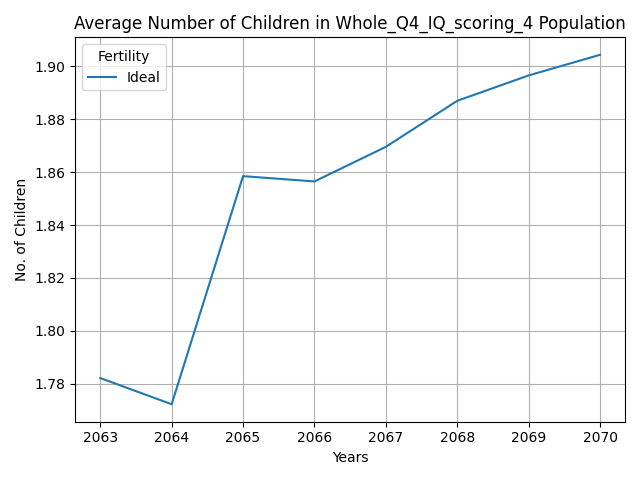 Average Number of Children in Whole_Q4_IQ_scoring_4 Population
Fertility
Ideal
No. of Children
1.90
1.88
1.86
1.84
1.82
1.80
1.78
2063 2064 2065 2066 2067 2068 2069 2070
Years